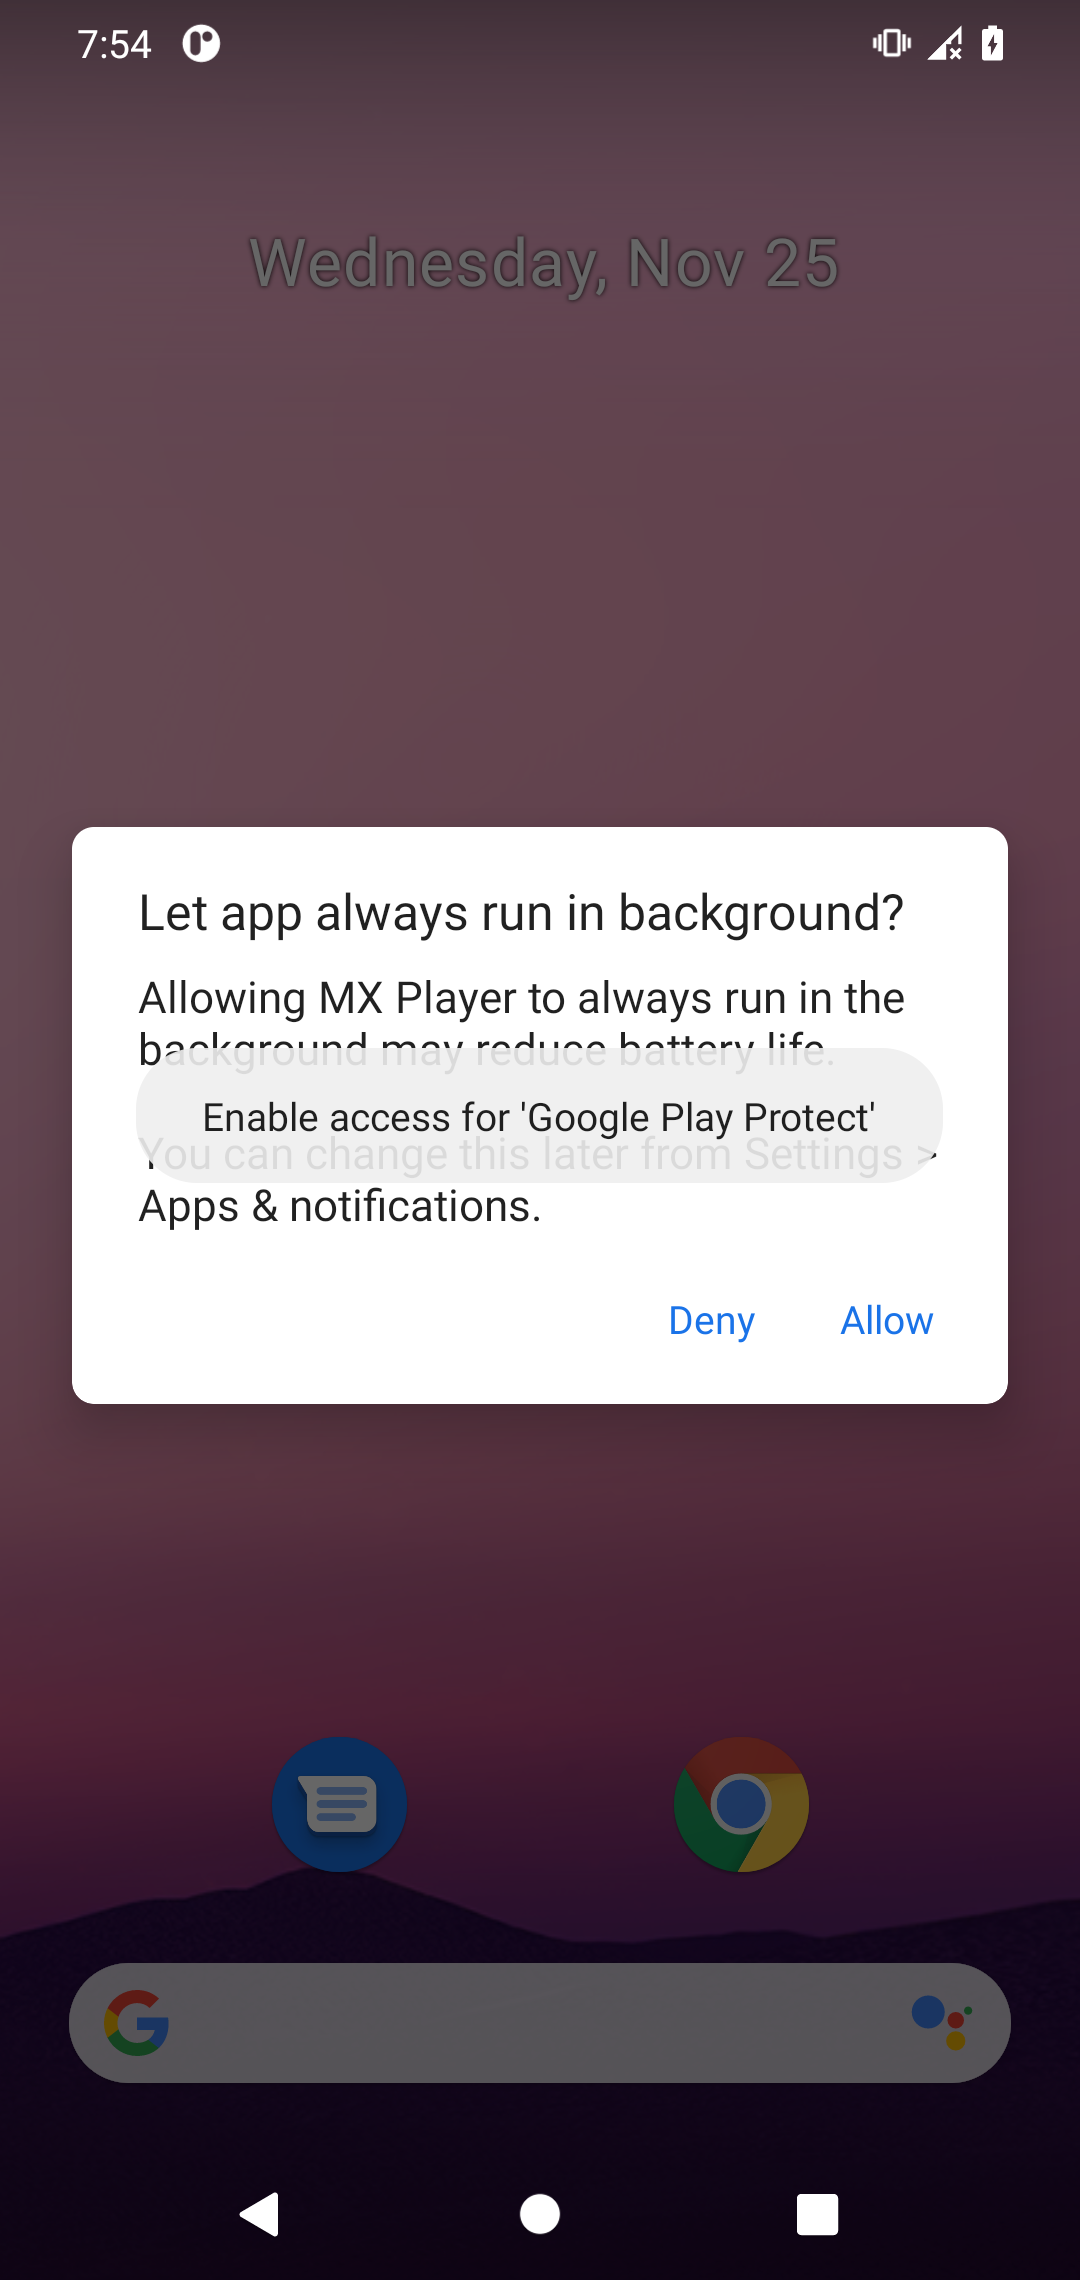 7:54
Wednesday, Nov 25
Let app always run in background?
Allowing MX Player to always run in the
background may reduce battery life.
Enable access for 'Google Play Protect'
You can change this later from Settings >
Apps & notifications.
Deny
Allow